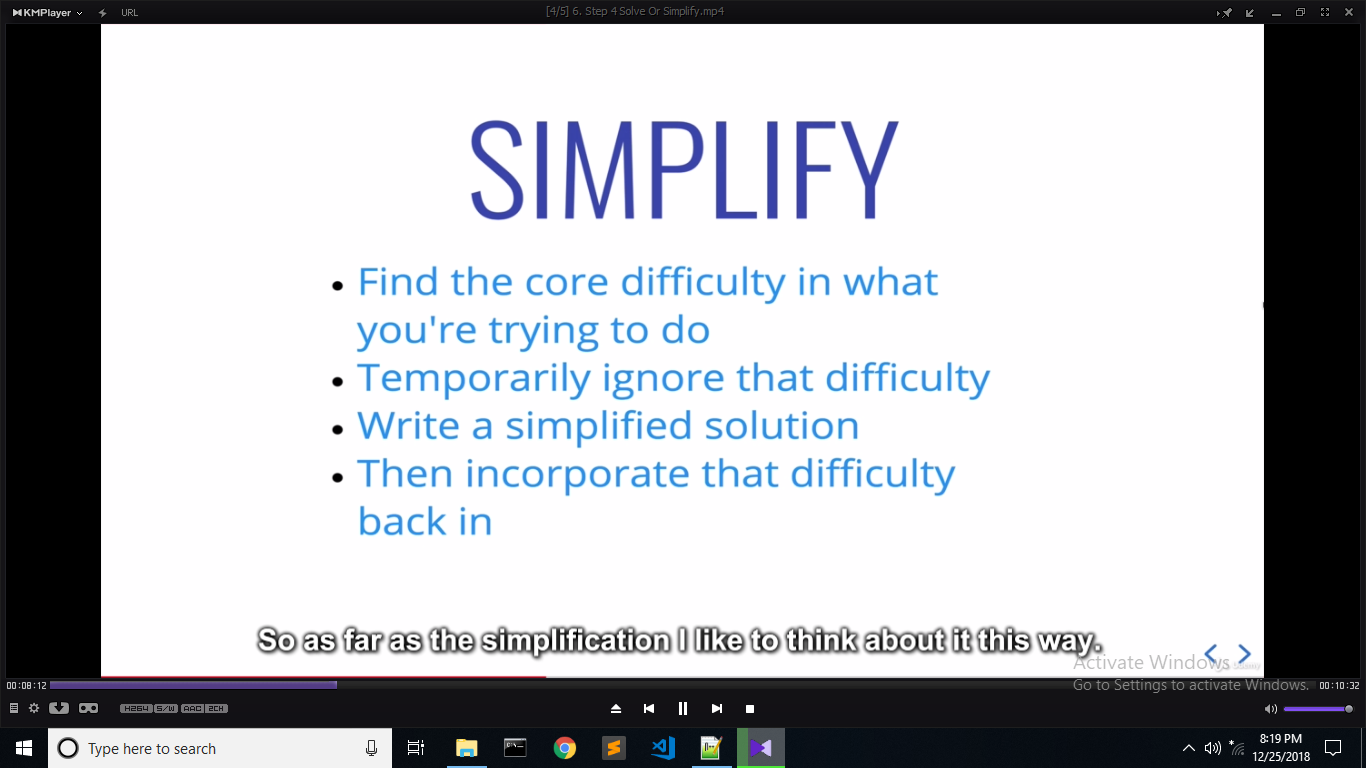 KMPlayer
URL
[4/5] 6. Step 4 Solve Or Simplify.mp4
SIMPLIFY
• Find the core difficulty in what
you're trying to do
• Temporarily ignore that difficulty
• Write a simplified solution
• Then incorporate that difficulty
back in
So as far as the simplification I like to think about it this way.
Activate Windows
Go to Settings to activate Windows.
00:08:12
00:10:32
H264 S/W AAC 2CH
Type here to search
8:19 PM
12/25/2018